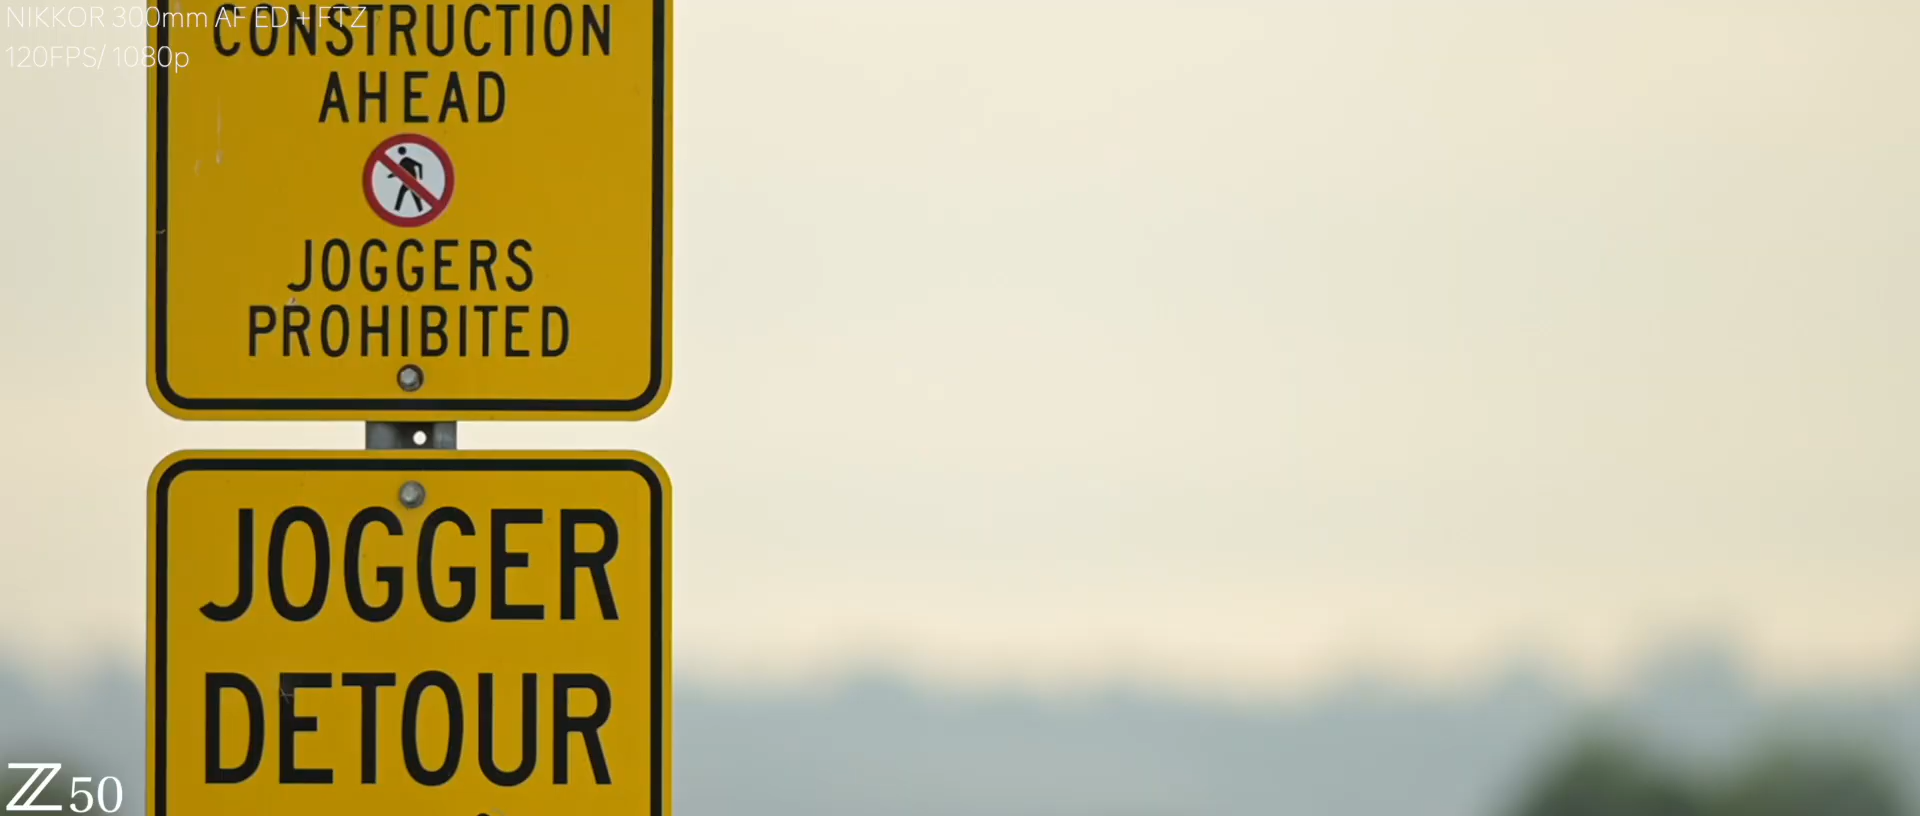 NIKKOR 300mm AF ED + FTZ
120FPS/ 1080p
CONSTRUCTION
AHEAD
JOGGERS
PROHIBITED
JOGGER
DETOUR
Z 50